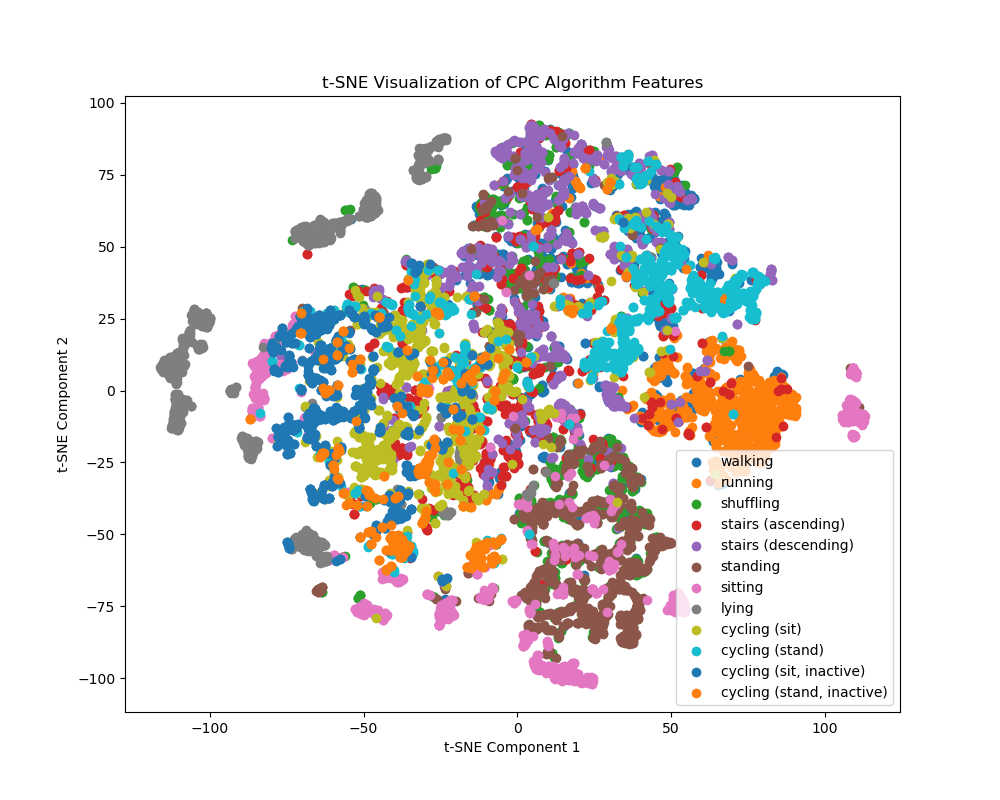 t-SNE Visualization of CPC Algorithm Features
100
75
50
25
0
−25
−50
−75
−100
t-SNE Component 2
walking
running
shuffling
stairs (ascending)
stairs (descending)
standing
sitting
lying
cycling (sit)
cycling (stand)
cycling (sit, inactive)
cycling (stand, inactive)
−100
−50
0
50
100
t-SNE Component 1